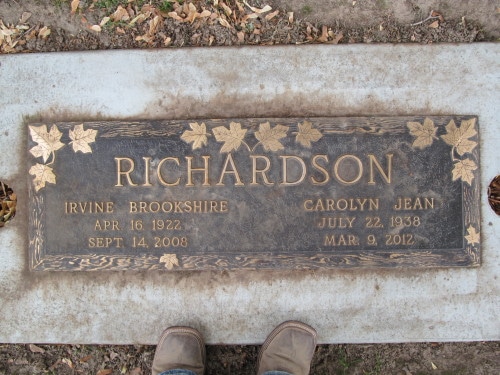 RICHARDSON
IRVINE BROOKSHIRE
APR 16 1922
SEPT 14, 2008
CAROLYN JEAN
JULY 22, 1938
MAR 9, 2012